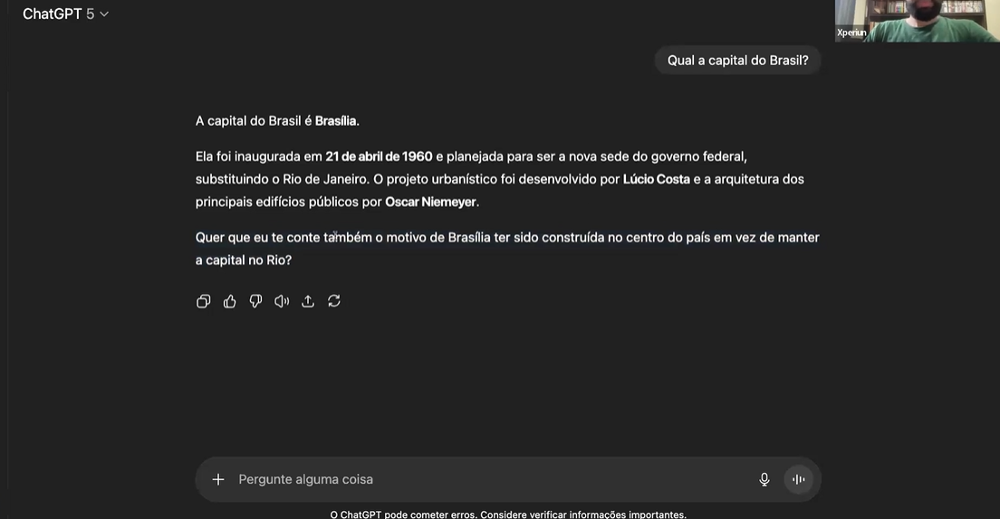 ChatGPT 5
Xperiun
Qual a capital do Brasil?
A capital do Brasil é Brasília.
Ela foi inaugurada em 21 de abril de 1960 e planejada para ser a nova sede do governo federal,
substituindo o Rio de Janeiro. O projeto urbanístico foi desenvolvido por Lúcio Costa e a arquitetura dos
principais edifícios públicos por Oscar Niemeyer.
Quer que eu te conte também o motivo de Brasília ter sido construída no centro do país em vez de manter
a capital no Rio?
Pergunte alguma coisa
O ChatGPT pode cometer erros. Considere verificar informações importantes.